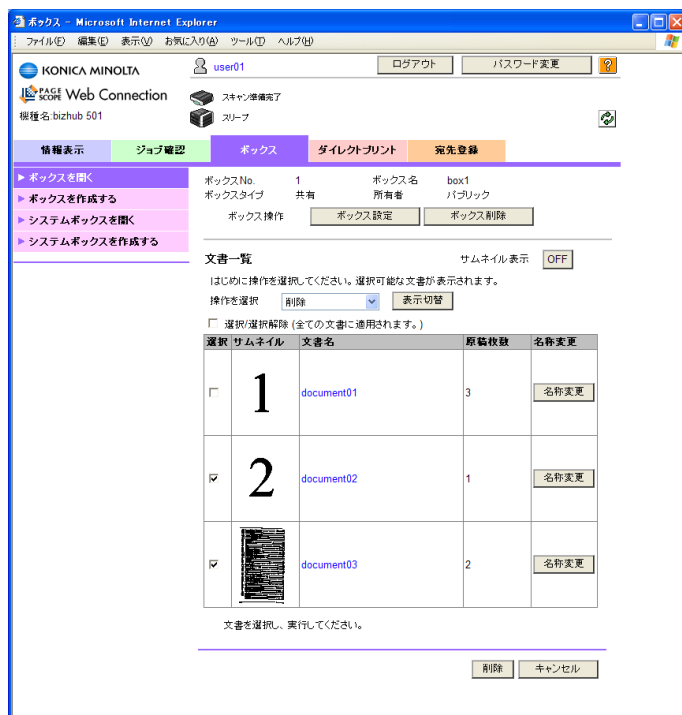 ボックス - Microsoft Internet Explorer
ファイル(F) 編集(E) 表示(V) お気に入り(A) ツール(T) ヘルプ(H)
KONICA MINOLTA
user01 ログアウト パスワード変更 ?
PAGE SCOPE Web Connection
スキャン準備完了
機種名:bizhub 501
スリープ
情報表示 ジョブ確認 ボックス ダイレクトプリント 宛先登録
ボックスを開く
ボックスを作成する
システムボックスを開く
システムボックスを作成する
ボックスNo. 1 ボックス名 box1
ボックスタイプ 共有 所有者 パブリック
ボックス操作 ボックス設定 ボックス削除
文書一覧 サムネイル表示 OFF
はじめに操作を選択してください。選択可能な文書が表示されます。
操作を選択 削除 表示切替
選択/選択解除 (全ての文書に適用されます。)
選択 サムネイル 文書名 原稿枚数 名称変更
1 document01 3 名称変更
2 document02 1 名称変更
document03 2 名称変更
文書を選択し、実行してください。
削除 キャンセル